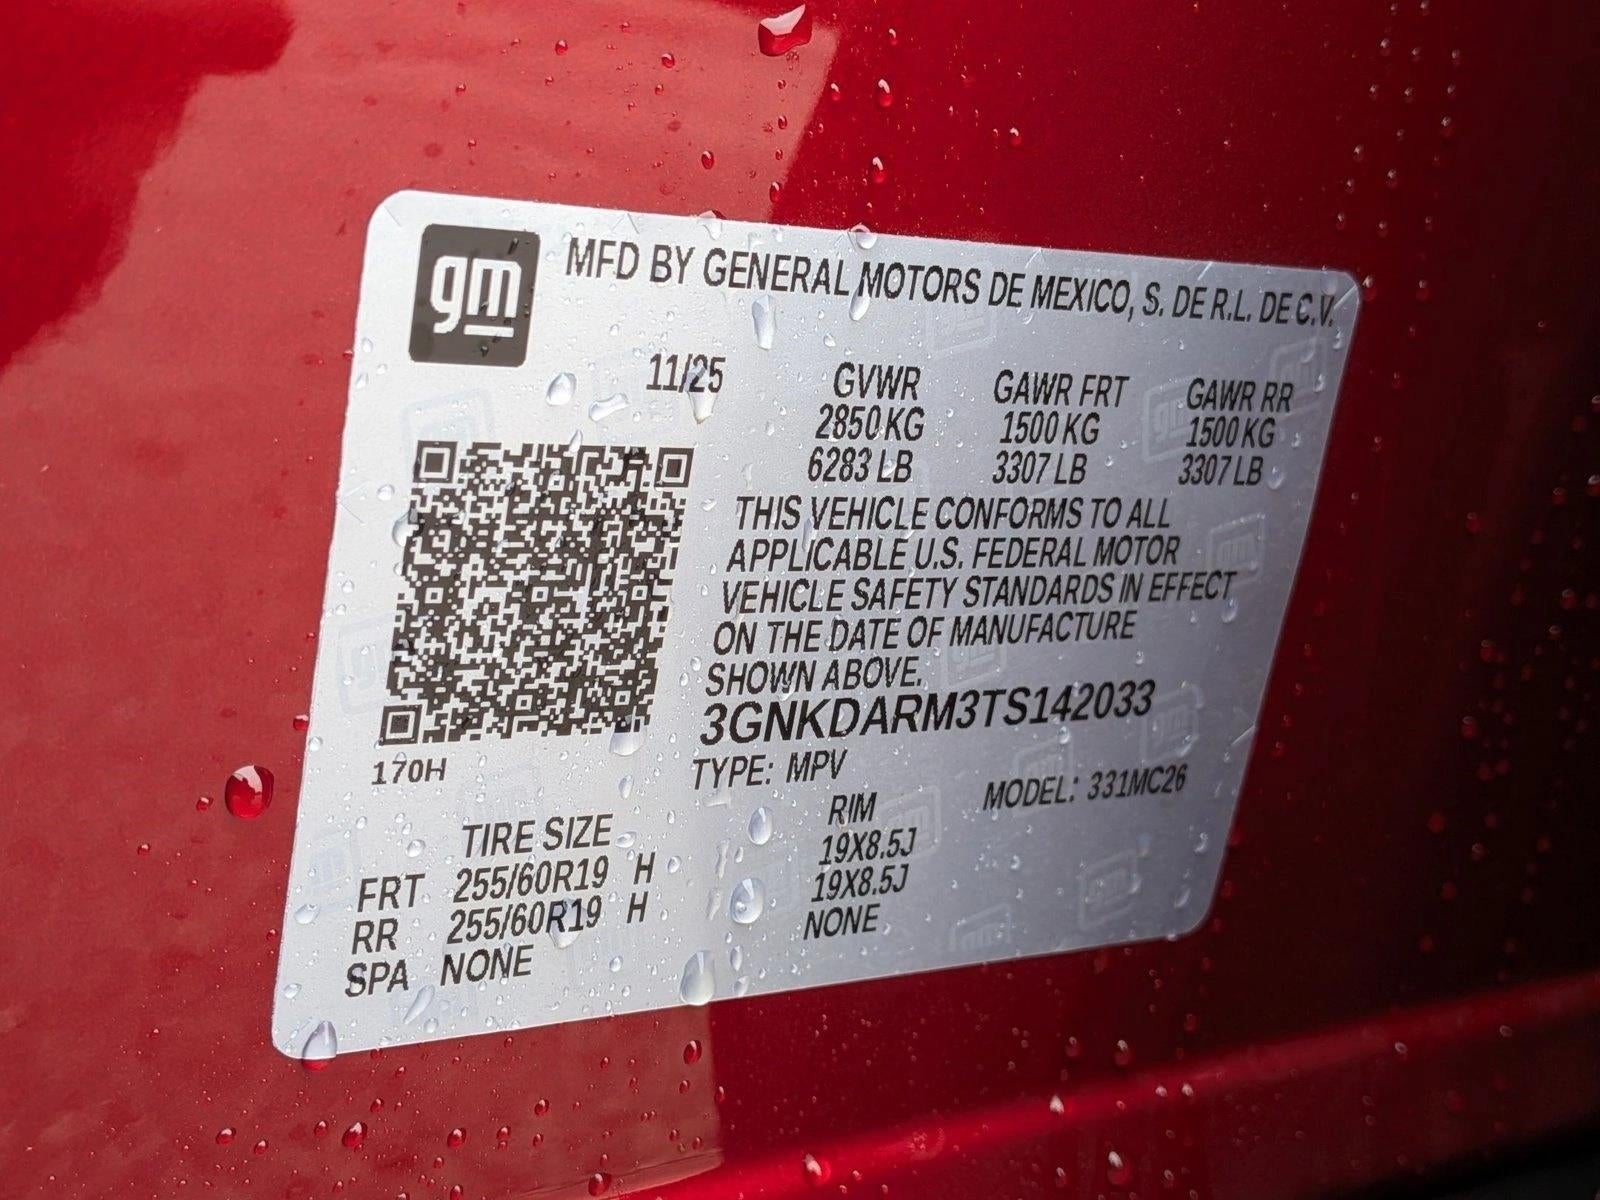 gm
MFD BY GENERAL MOTORS DE MEXICO, S. DE R.L. DE C.V.
11/25
GVWR GAWR FRT GAWR RR
2850 KG 1500 KG 1500 KG
6283 LB 3307 LB 3307 LB
THIS VEHICLE CONFORMS TO ALL
APPLICABLE U.S. FEDERAL MOTOR
VEHICLE SAFETY STANDARDS IN EFFECT
ON THE DATE OF MANUFACTURE
SHOWN ABOVE.
3GNKDARM3TS142033
170H
TYPE: MPV MODEL: 331MC26
TIRE SIZE RIM
FRT 255/60R19 H 19X8.5J
RR 255/60R19 H 19X8.5J
SPA NONE NONE